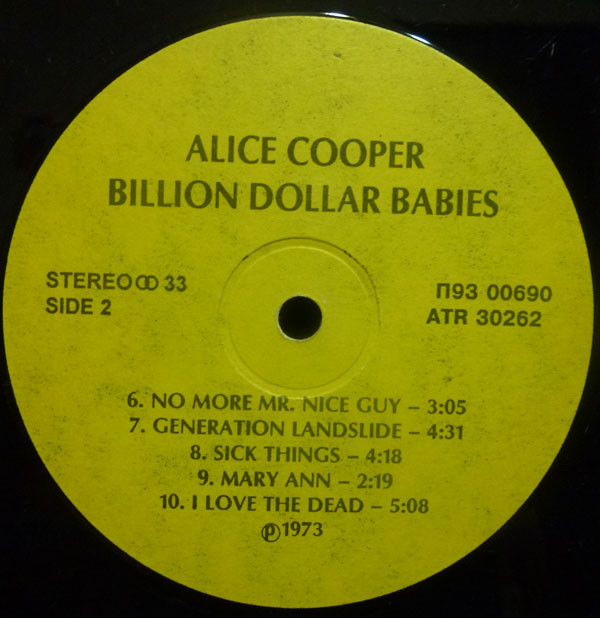 ALICE COOPER
BILLION DOLLAR BABIES
STEREO ↀ 33
SIDE 2
П93 00690
ATR 30262
6. NO MORE MR. NICE GUY – 3:05
7. GENERATION LANDSLIDE – 4:31
8. SICK THINGS – 4:18
9. MARY ANN – 2:19
10. I LOVE THE DEAD – 5:08
℗ 1973